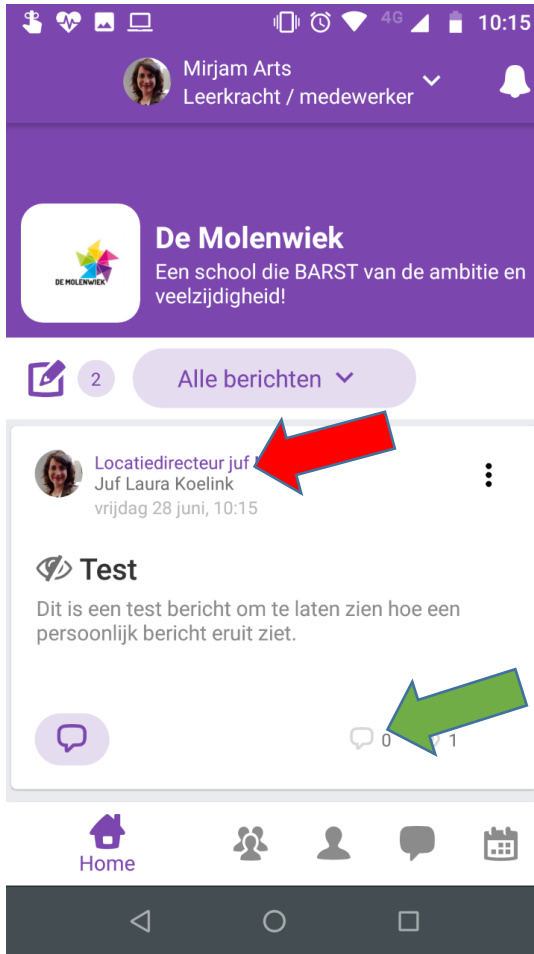 4G 10:15
Mirjam Arts
Leerkracht / medewerker
De Molenwiek
Een school die BARST van de ambitie en
veelzijdigheid!
DE MOLENWIEK
2
Alle berichten
Locatiedirecteur juf
Juf Laura Koelink
vrijdag 28 juni, 10:15
Test
Dit is een test bericht om te laten zien hoe een
persoonlijk bericht eruit ziet.
0 1
Home